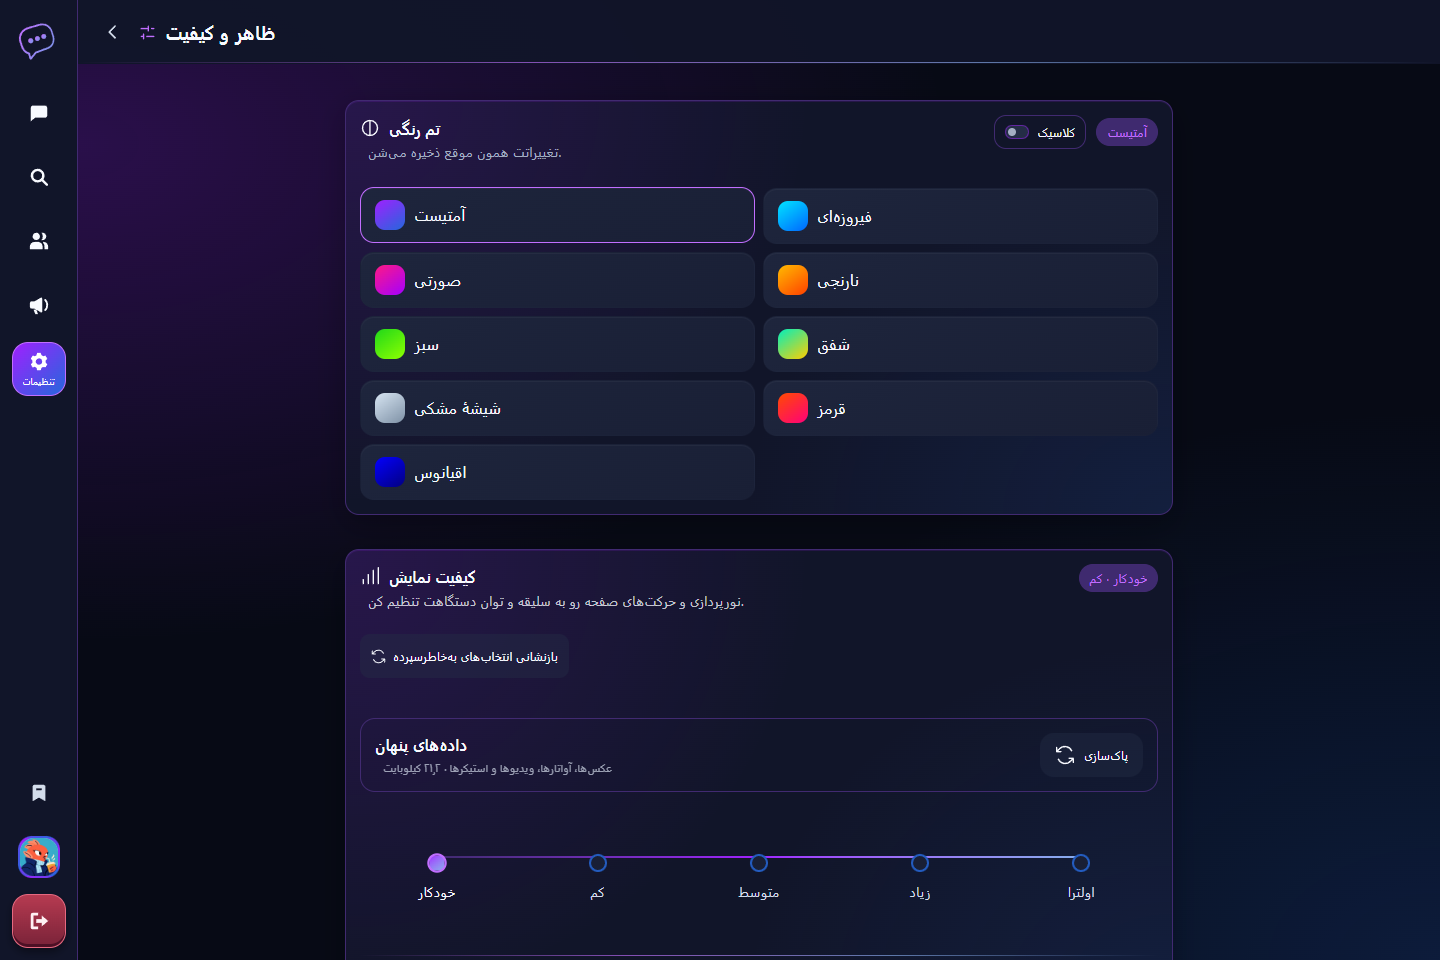 ظاهر و کیفیت
تنظیمات
تم رنگی
تغییراتت همون موقع ذخیره می‌شن.
کلاسیک
آمتیست
آمتیست
فیروزه‌ای
صورتی
نارنجی
سبز
شفق
شیشهٔ مشکی
قرمز
اقیانوس
کیفیت نمایش
نورپردازی و حرکت‌های صفحه رو به سلیقه و توان دستگاهت تنظیم کن.
خودکار · کم
بازنشانی انتخاب‌های به‌خاطرسپرده
داده‌های پنهان
عکس‌ها، آواتارها، ویدیوها و استیکرها · ۲۱٫۲ کیلوبایت
پاک‌سازی
خودکار
کم
متوسط
زیاد
اولترا